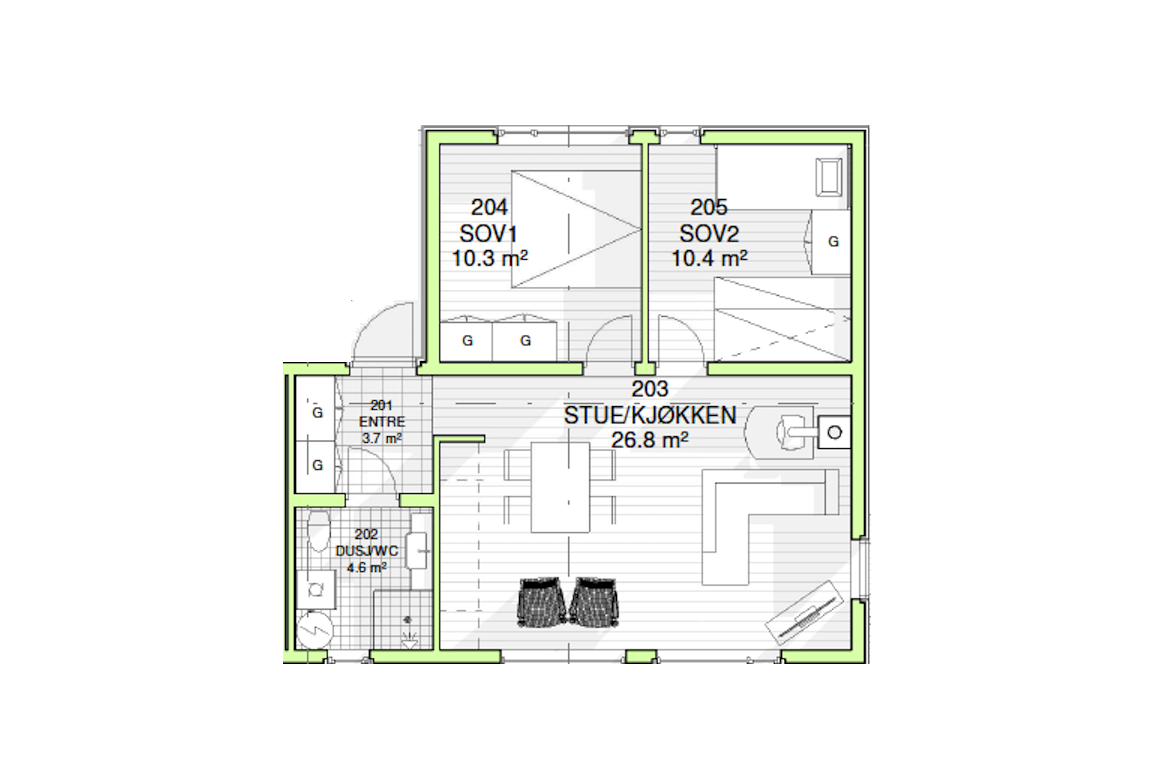 204
SOV1
10.3 m²
205
SOV2
10.4 m²
G
G
G
203
STUE/KJØKKEN
26.8 m²
201
ENTRE
3.7 m²
G
G
202
DUSJ/WC
4.6 m²